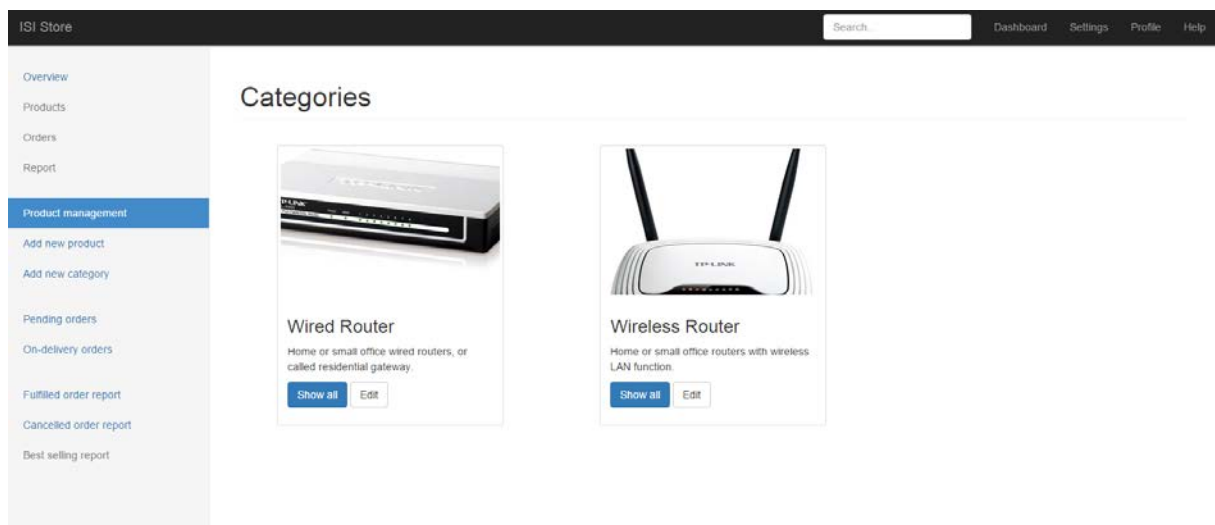 ISI Store
Search..
Dashboard
Settings
Profile
Help
Overview
Products
Orders
Report
Product management
Add new product
Add new category
Pending orders
On-delivery orders
Fulfilled order report
Cancelled order report
Best selling report
Categories
TP-LINK
Wired Router
Home or small office wired routers, or
called residential gateway.
Show all
Edit
TP-LINK
Wireless Router
Home or small office routers with wireless
LAN function.
Show all
Edit